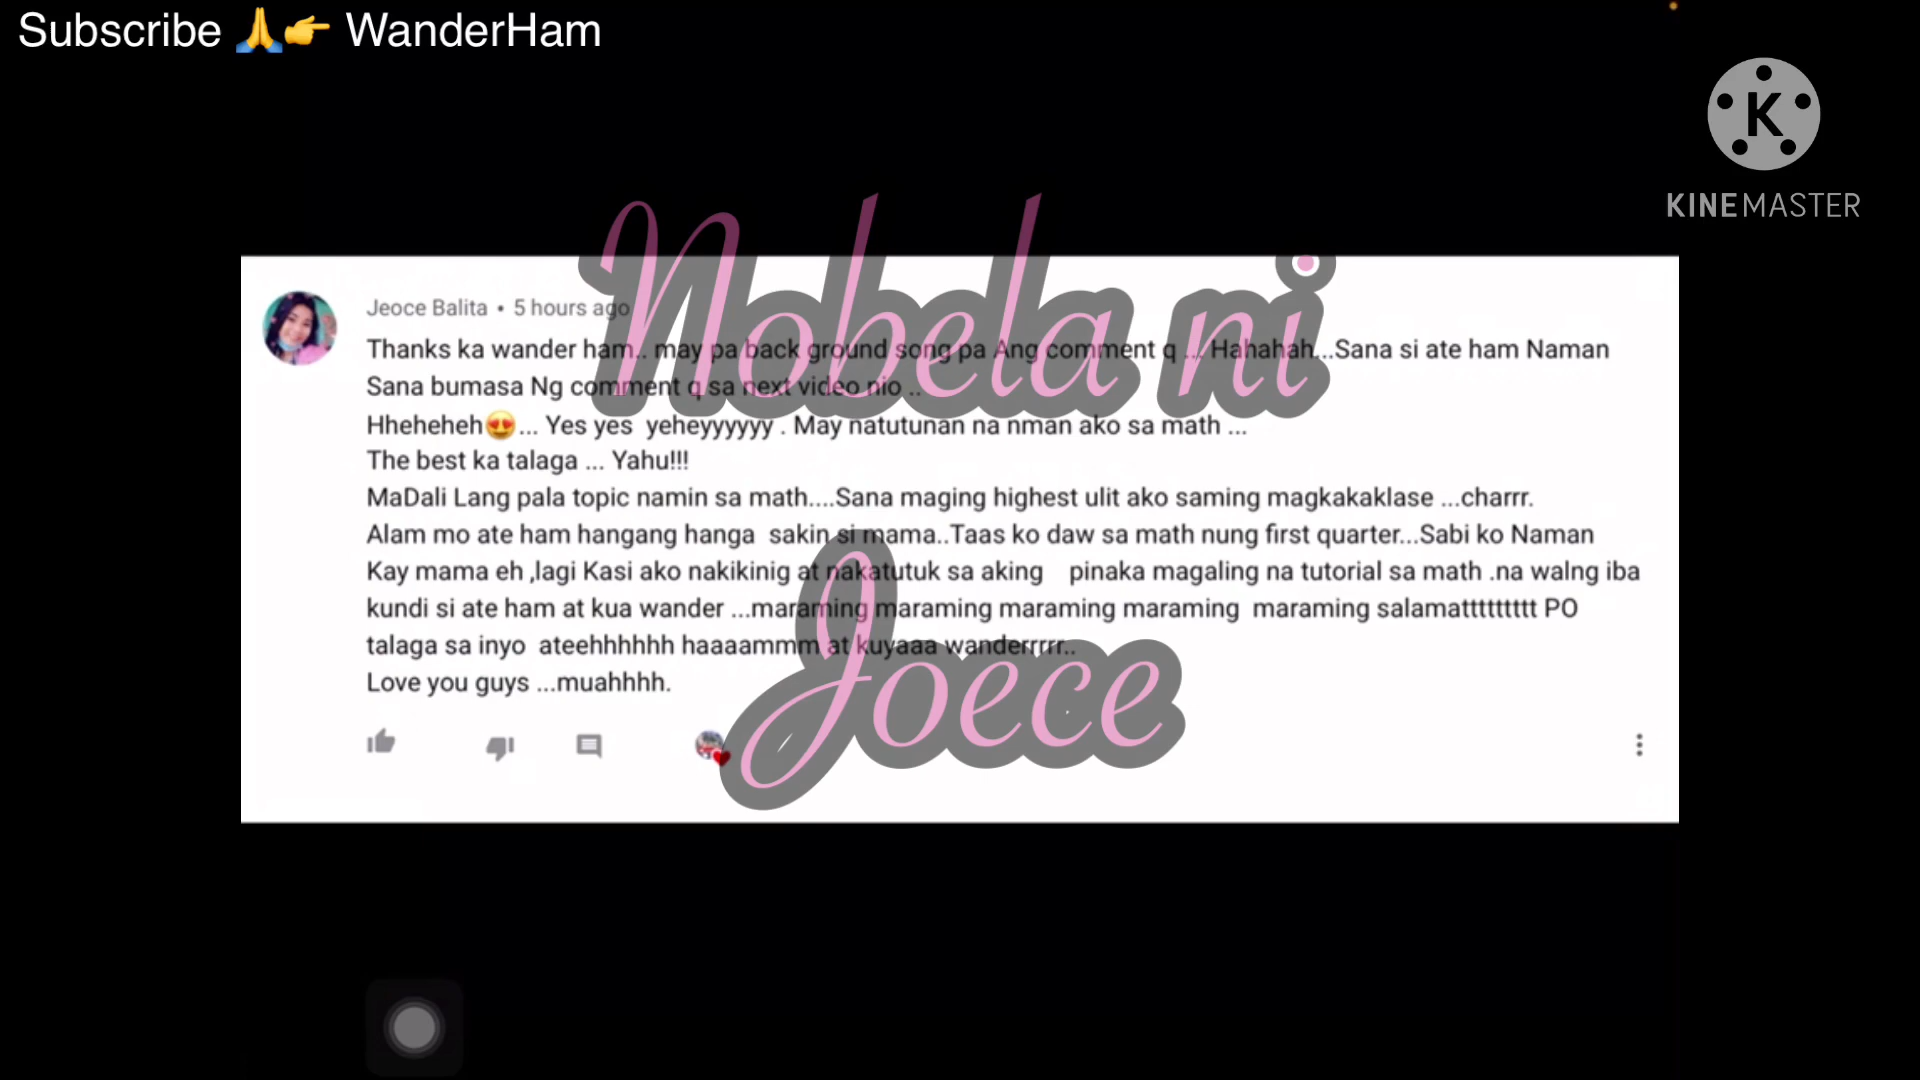 Subscribe 🙏👉 WanderHam
K
KINEMASTER
Nobela ni
Joece
Jeoce Balita • 5 hours ago
Thanks ka wander ham.. may pa back ground song pa Ang comment q ... Hahahah...Sana si ate ham Naman
Sana bumasa Ng comment q sa next video nio ..
Hheheheh😍... Yes yes yeheyyyyyy . May natutunan na nman ako sa math ...
The best ka talaga ... Yahu!!!
MaDali Lang pala topic namin sa math....Sana maging highest ulit ako saming magkakaklase ...charrr.
Alam mo ate ham hangang hanga sakin si mama..Taas ko daw sa math nung first quarter...Sabi ko Naman
Kay mama eh ,lagi Kasi ako nakikinig at nakatutuk sa aking pinaka magaling na tutorial sa math .na walng iba
kundi si ate ham at kua wander ...maraming maraming maraming maraming maraming salamattttttttt PO
talaga sa inyo ateehhhhhh haaaammm at kuyaaa wanderrrrr..
Love you guys ...muahhhh.